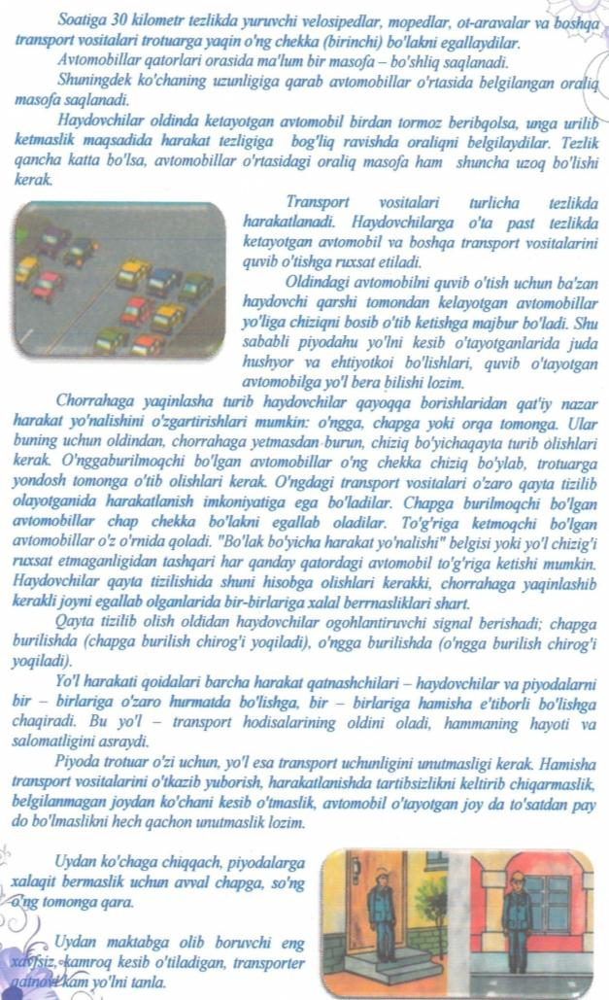 Soatiga 30 kilometr tezlikda yuruvchi velosipedlar, mopedlar, ot-aravalar va boshqa
transport vositalari trotuarga yaqin o'ng chekka (birinchi) bo'lakni egallaydilar.
Avtomobillar qatorlari orasida ma'lum bir masofa – bo'shliq saqlanadi.
Shuningdek ko'chaning uzunligiga qarab avtomobillar o'rtasida belgilangan oraliq
masofa saqlanadi.
Haydovchilar oldinda ketayotgan avtomobil birdan tormoz beribqolsa, unga urilib
ketmaslik maqsadida harakat tezligiga bog'liq ravishda oraliqni belgilaydilar. Tezlik
qancha katta bo'lsa, avtomobillar o'rtasidagi oraliq masofa ham shuncha uzoq bo'lishi
kerak.
Transport vositalari turlicha tezlikda
harakatlanadi. Haydovchilarga o'ta past tezlikda
ketayotgan avtomobil va boshqa transport vositalarini
quvib o'tishga ruxsat etiladi.
Oldindagi avtomobilni quvib o'tish uchun ba'zan
haydovchi qarshi tomondan kelayotgan avtomobillar
yo'liga chiziqni bosib o'tib ketishga majbur bo'ladi. Shu
sababli piyodahu yo'lni kesib o'tayotganlarida juda
hushyor va ehtiyotkoi bo'lishlari, quvib o'tayotgan
avtomobilga yo'l bera bilishi lozim.
Chorrahaga yaqinlasha turib haydovchilar qayoqqa borishlaridan qat'iy nazar
harakat yo'nalishini o'zgartirishlari mumkin: o'ngga, chapga yoki orqa tomonga. Ular
buning uchun oldindan, chorrahaga yetmasdan burun, chiziq bo'yichaqayta turib olishlari
kerak. O'nggaburilmoqchi bo'lgan avtomobillar o'ng chekka chiziq bo'ylab, trotuarga
yondosh tomonga o'tib olishlari kerak. O'ngdagi transport vositalari o'zaro qayta tizilib
olayotganida harakatlanish imkoniyatiga ega bo'ladilar. Chapga burilmoqchi bo'lgan
avtomobillar chap chekka bo'lakni egallab oladilar. To'g'riga ketmoqchi bo'lgan
avtomobillar o'z o'rnida qoladi. "Bo'lak bo'yicha harakat yo'nalishi" belgisi yoki yo'l chizig'i
ruxsat etmaganligidan tashqari har qanday qatordagi avtomobil to'g'riga ketishi mumkin.
Haydovchilar qayta tizilishida shuni hisobga olishlari kerakki, chorrahaga yaqinlashib
kerakli joyni egallab olganlarida bir-birlariga xalal berrnasliklari shart.
Qayta tizilib olish oldidan haydovchilar ogohlantiruvchi signal berishadi; chapga
burilishda (chapga burilish chirog'i yoqiladi), o'ngga burilishda (o'ngga burilish chirog'i
yoqiladi).
Yo'l harakati qoidalari barcha harakat qatnashchilari – haydovchilar va piyodalarni
bir – birlariga o'zaro hurmatda bo'lishga, bir – birlariga hamisha e'tiborli bo'lishga
chaqiradi. Bu yo'l – transport hodisalarining oldini oladi, hammaning hayoti va
salomatligini asraydi.
Piyoda trotuar o'zi uchun, yo'l esa transport uchunligini unutmasligi kerak. Hamisha
transport vositalarini o'tkazib yuborish, harakatlanishda tartibsizlikni keltirib chiqarmaslik,
belgilanmagan joydan ko'chani kesib o'tmaslik, avtomobil o'tayotgan joy da to'satdan pay
do bo'lmaslikni hech qachon unutmaslik lozim.
Uydan ko'chaga chiqqach, piyodalarga
xalaqit bermaslik uchun avval chapga, so'ng
o'ng tomonga qara.
Uydan maktabga olib boruvchi eng
xavfsiz, kamroq kesib o'tiladigan, transporter
qatnovi kam yo'lni tanla.